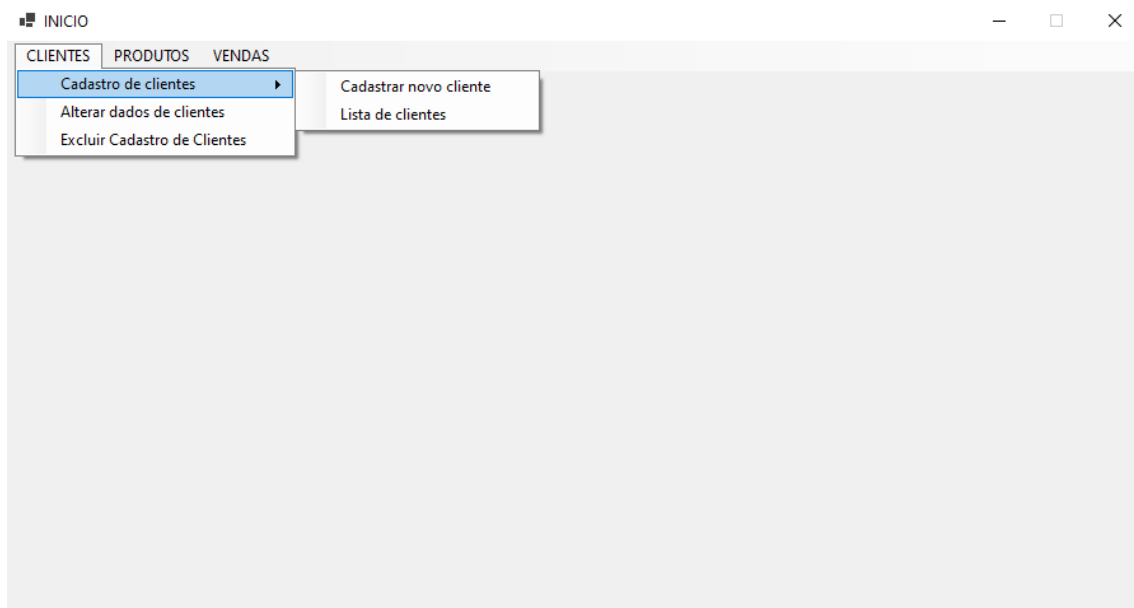 INICIO
CLIENTES PRODUTOS VENDAS
Cadastro de clientes
Alterar dados de clientes
Excluir Cadastro de Clientes
Cadastrar novo cliente
Lista de clientes